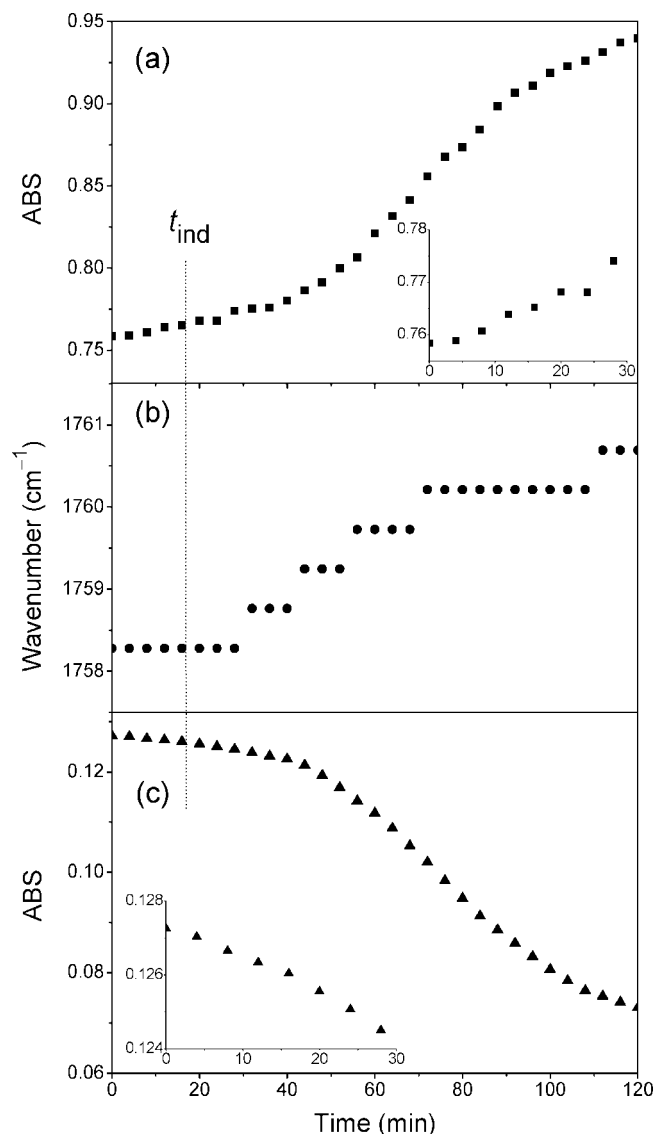 0.95
(a)
0.90
ABS
0.85
t_ind
0.80
0.78
0.77
0.76
0.75
0 10 20 30
(b)
1761
Wavenumber (cm⁻¹)
1760
1759
1758
0.12
(c)
ABS
0.10
0.128
0.126
0.124
0 10 20 30
0.08
0.06
0 20 40 60 80 100 120
Time (min)